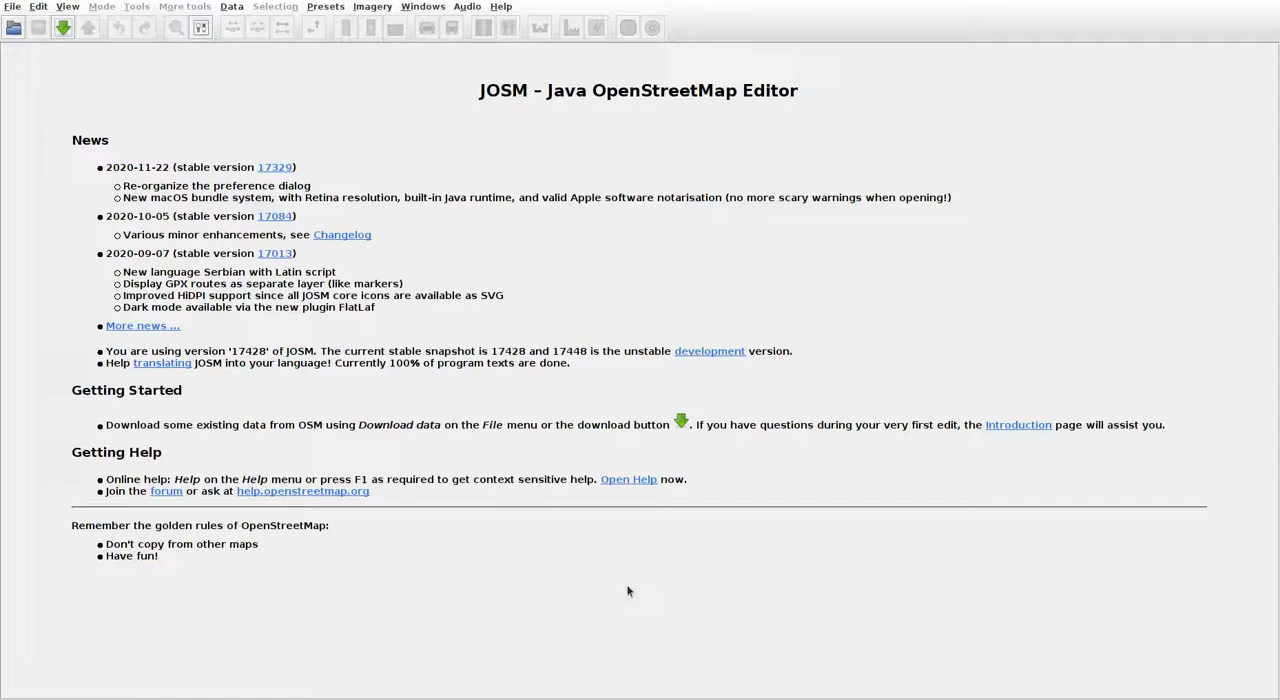 File Edit View Mode Tools More tools Data Selection Presets Imagery Windows Audio Help
JOSM – Java OpenStreetMap Editor
News
2020-11-22 (stable version 17329)
Re-organize the preference dialog
New macOS bundle system, with Retina resolution, built-in Java runtime, and valid Apple software notarisation (no more scary warnings when opening!)
2020-10-05 (stable version 17084)
Various minor enhancements, see Changelog
2020-09-07 (stable version 17013)
New language Serbian with Latin script
Display GPX routes as separate layer (like markers)
Improved HiDPI support since all JOSM core icons are available as SVG
Dark mode available via the new plugin FlatLaf
More news ...
You are using version '17428' of JOSM. The current stable snapshot is 17428 and 17448 is the unstable development version.
Help translating JOSM into your language! Currently 100% of program texts are done.
Getting Started
Download some existing data from OSM using Download data on the File menu or the download button . If you have questions during your very first edit, the Introduction page will assist you.
Getting Help
Online help: Help on the Help menu or press F1 as required to get context sensitive help. Open Help now.
Join the forum or ask at help.openstreetmap.org
Remember the golden rules of OpenStreetMap:
Don't copy from other maps
Have fun!